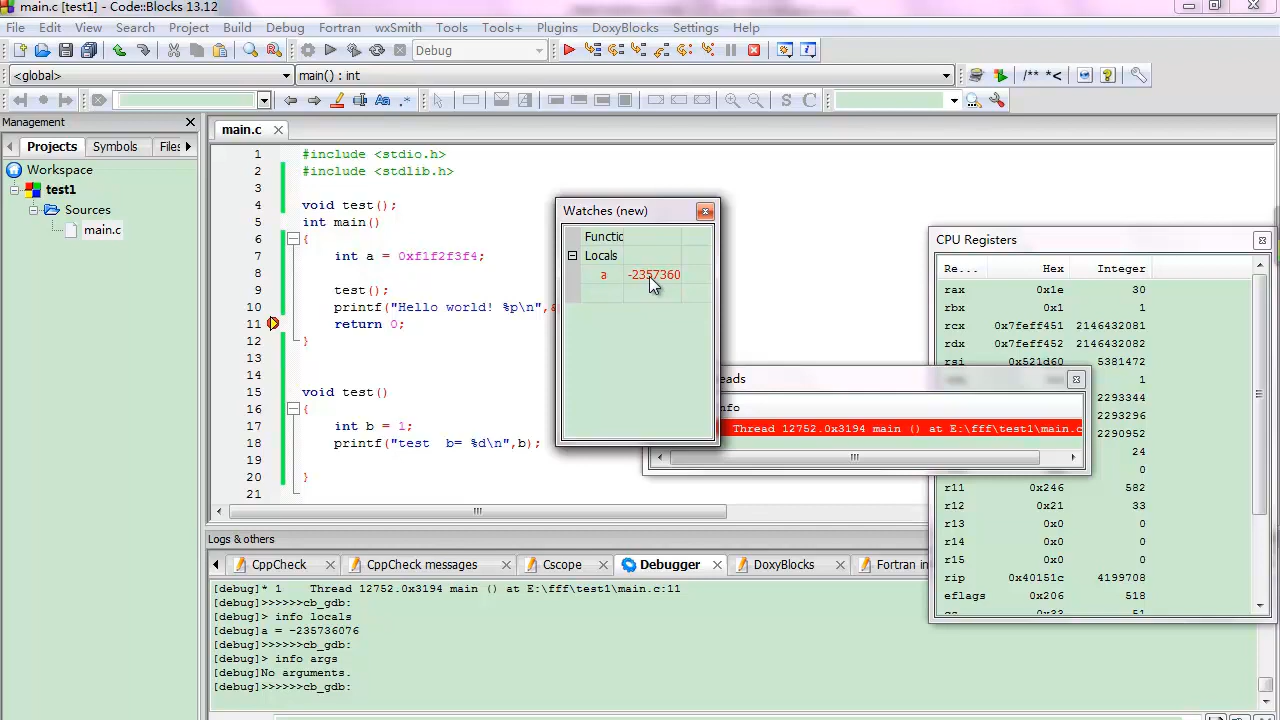 main.c [test1] - Code::Blocks 13.12
File Edit View Search Project Build Debug Fortran wxSmith Tools Tools+ Plugins DoxyBlocks Settings Help
Debug
<global> main() : int /** *<
Aa .* S C
Management
Projects Symbols Files
Workspace
test1
Sources
main.c
main.c
1 #include <stdio.h>
2 #include <stdlib.h>
3
4 void test();
5 int main()
6 {
7 int a = 0xf1f2f3f4;
8
9 test();
10 printf("Hello world! %p\n",
11 return 0;
12 }
13
14
15 void test()
16 {
17 int b = 1;
18 printf("test b= %d\n",b);
19
20 }
21
Watches (new)
Functic
Locals
a -2357360
eads
nfo
Thread 12752.0x3194 main () at E:\fff\test1\main.c
CPU Registers
Re... Hex Integer
rax 0x1e 30
rbx 0x1 1
rcx 0x7feff451 2146432081
rdx 0x7feff452 2146432082
rsi 0x521d60 5381472
1
2293344
2293296
2290952
24
0
r11 0x246 582
r12 0x21 33
r13 0x0 0
r14 0x0 0
r15 0x0 0
rip 0x40151c 4199708
eflags 0x206 518
cs 0x33 51
Logs & others
CppCheck CppCheck messages Cscope Debugger DoxyBlocks Fortran in
[debug]* 1 Thread 12752.0x3194 main () at E:\fff\test1\main.c:11
[debug]>>>>>>cb_gdb:
[debug]> info locals
[debug]a = -235736076
[debug]>>>>>>cb_gdb:
[debug]> info args
[debug]No arguments.
[debug]>>>>>>cb_gdb: